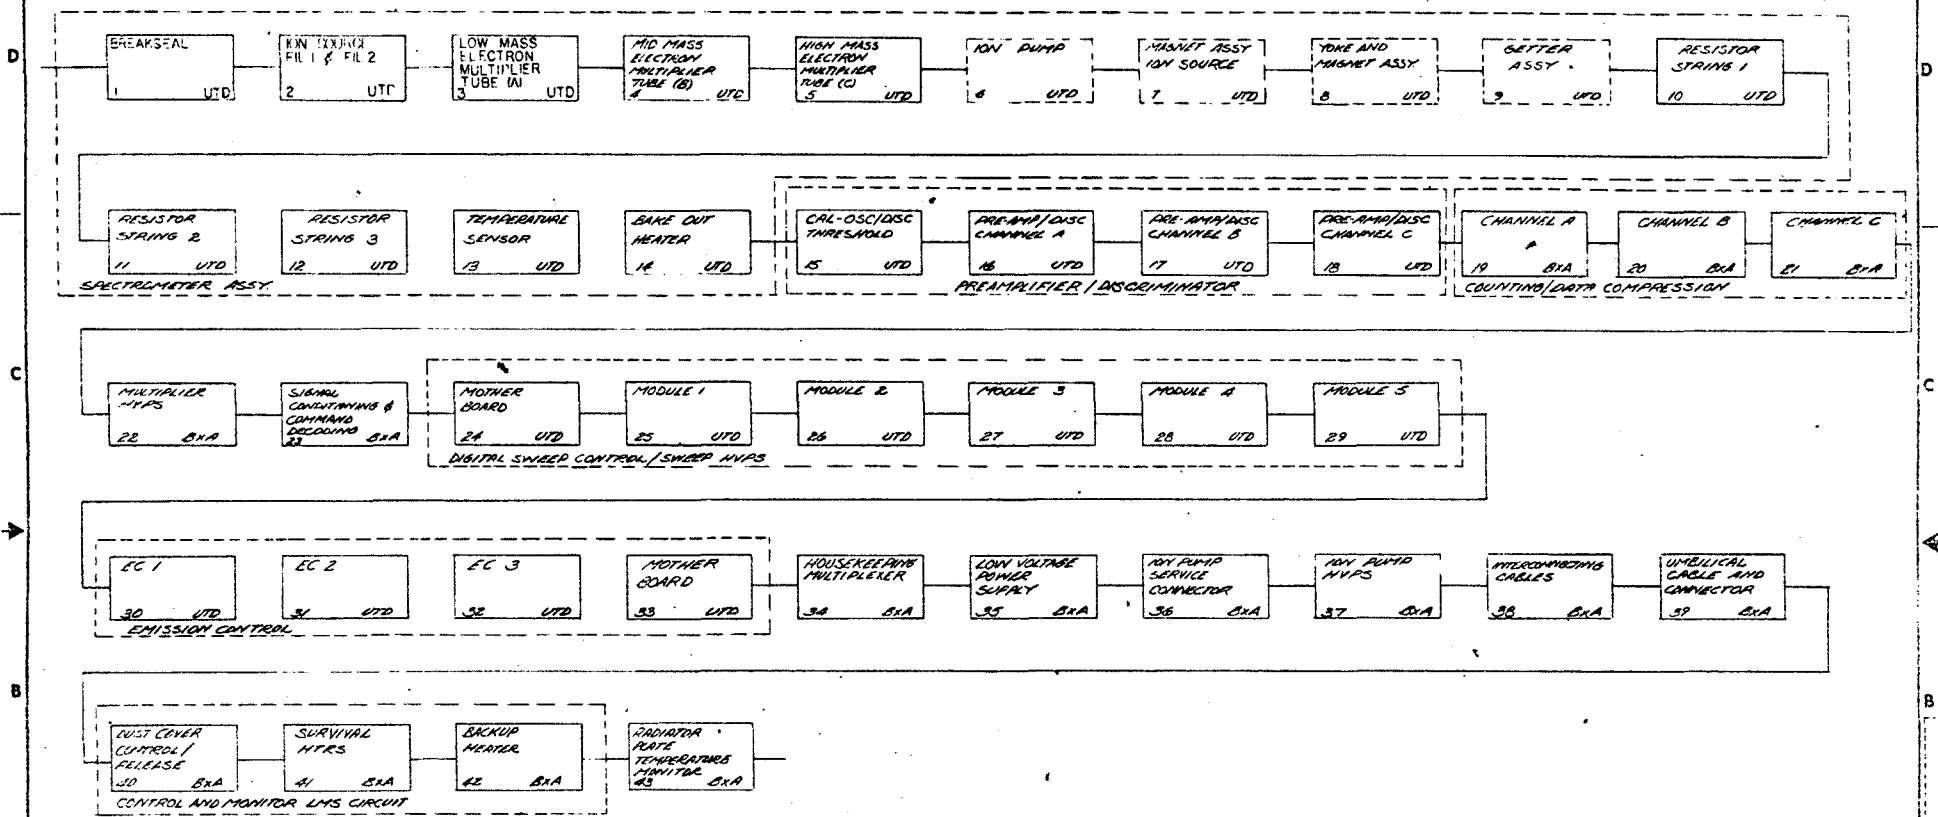 D
BREAKSEAL
1 UTD
ION SOURCE
FIL 1 & FIL 2
2 UTD
LOW MASS
ELECTRON
MULTIPLIER
TUBE (A)
3 UTD
MID MASS
ELECTRON
MULTIPLIER
TUBE (B)
4 UTD
HIGH MASS
ELECTRON
MULTIPLIER
TUBE (C)
5 UTD
ION PUMP
6 UTD
MAGNET ASSY
ION SOURCE
7 UTD
YOKE AND
MAGNET ASSY
8 UTD
GETTER
ASSY.
9 UTD
RESISTOR
STRING 1
10 UTD
D
RESISTOR
STRING 2
11 UTD
RESISTOR
STRING 3
12 UTD
TEMPERATURE
SENSOR
13 UTD
BAKE OUT
HEATER
14 UTD
CAL-OSC/DISC
THRESHOLD
15 UTD
PRE-AMP/DISC
CHANNEL A
16 UTD
PRE-AMP/DISC
CHANNEL B
17 UTD
PRE-AMP/DISC
CHANNEL C
18 UTD
CHANNEL A
19 BXA
CHANNEL B
20 BXA
CHANNEL C
21 BXA
SPECTROMETER ASSY.
PREAMPLIFIER / DISCRIMINATOR
COUNTING/DATA COMPRESSION
C
MULTIPLIER
HVPS
22 BXA
SIGNAL
CONDITIONING &
COMMAND
DECODING
23 BXA
MOTHER
BOARD
24 UTD
MODULE 1
25 UTD
MODULE 2
26 UTD
MODULE 3
27 UTD
MODULE 4
28 UTD
MODULE 5
29 UTD
C
DIGITAL SWEEP CONTROL/SWEEP HVPS
EC 1
30 UTD
EC 2
31 UTD
EC 3
32 UTD
MOTHER
BOARD
33 UTD
HOUSEKEEPING
MULTIPLEXER
34 BXA
LOW VOLTAGE
POWER
SUPPLY
35 BXA
ION PUMP
SERVICE
CONNECTOR
36 BXA
ION PUMP
HVPS
37 BXA
INTERCONNECTING
CABLES
38 BXA
UMBILICAL
CABLE AND
CONNECTOR
39 BXA
EMISSION CONTROL
B
DUST COVER
CONTROL/
RELEASE
40 BXA
SURVIVAL
HTRS
41 BXA
BACKUP
HEATER
42 BXA
RADIATOR
PLATE
TEMPERATURE
MONITOR
43 BXA
B
CONTROL AND MONITOR LMS CIRCUIT